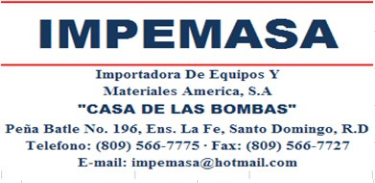 IMPEMASA
Importadora De Equipos Y
Materiales America, S.A
"CASA DE LAS BOMBAS"
Peña Batle No. 196, Ens. La Fe, Santo Domingo, R.D
Telefono: (809) 566-7775 · Fax: (809) 566-7727
E-mail: impemasa@hotmail.com